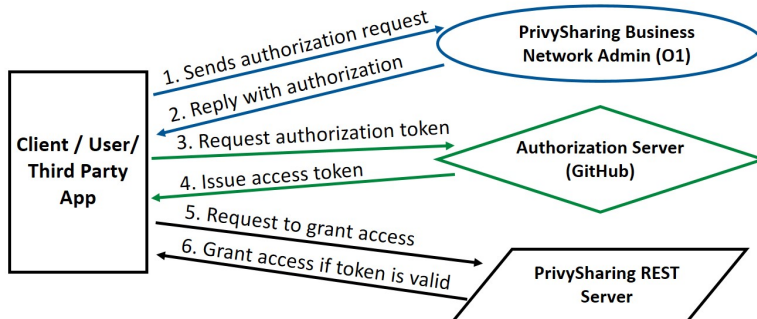 Client / User/
Third Party
App
1. Sends authorization request
2. Reply with authorization
3. Request authorization token
4. Issue access token
5. Request to grant access
6. Grant access if token is valid
PrivySharing Business
Network Admin (O1)
Authorization Server
(GitHub)
PrivySharing REST
Server